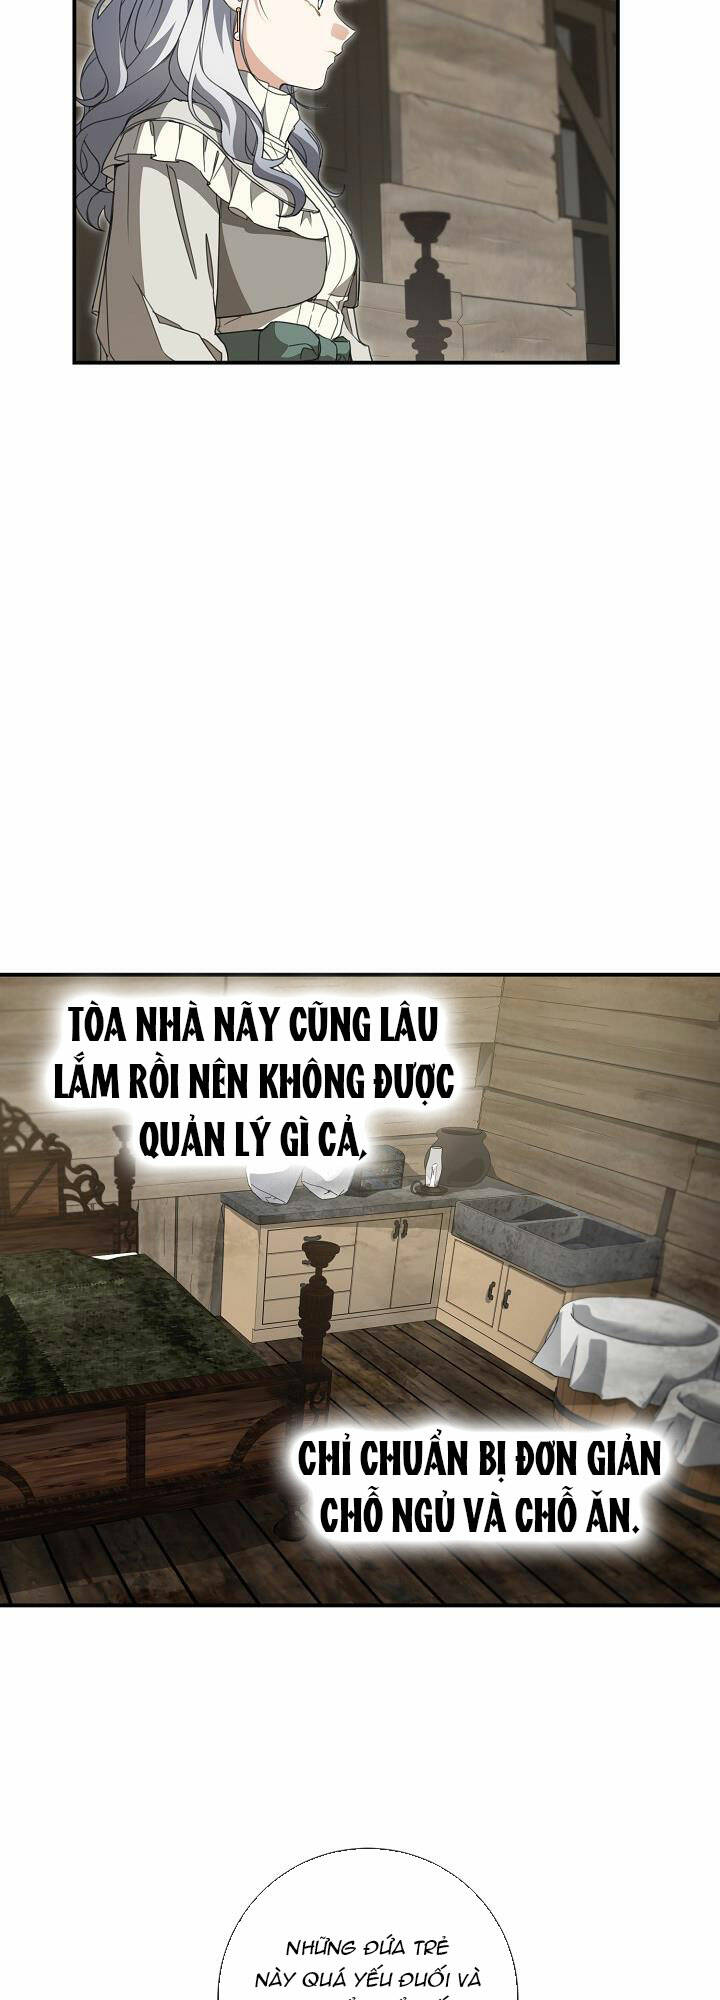 TÒA NHÀ NÃY CŨNG LÂU
LẮM RỒI NÊN KHÔNG ĐƯỢC
QUẢN LÝ GÌ CẢ,
CHỈ CHUẨN BỊ ĐƠN GIẢN
CHỖ NGỦ VÀ CHỖ ĂN.
NHỮNG ĐỨA TRẺ
NÀY QUÁ YẾU ĐUỐI VÀ